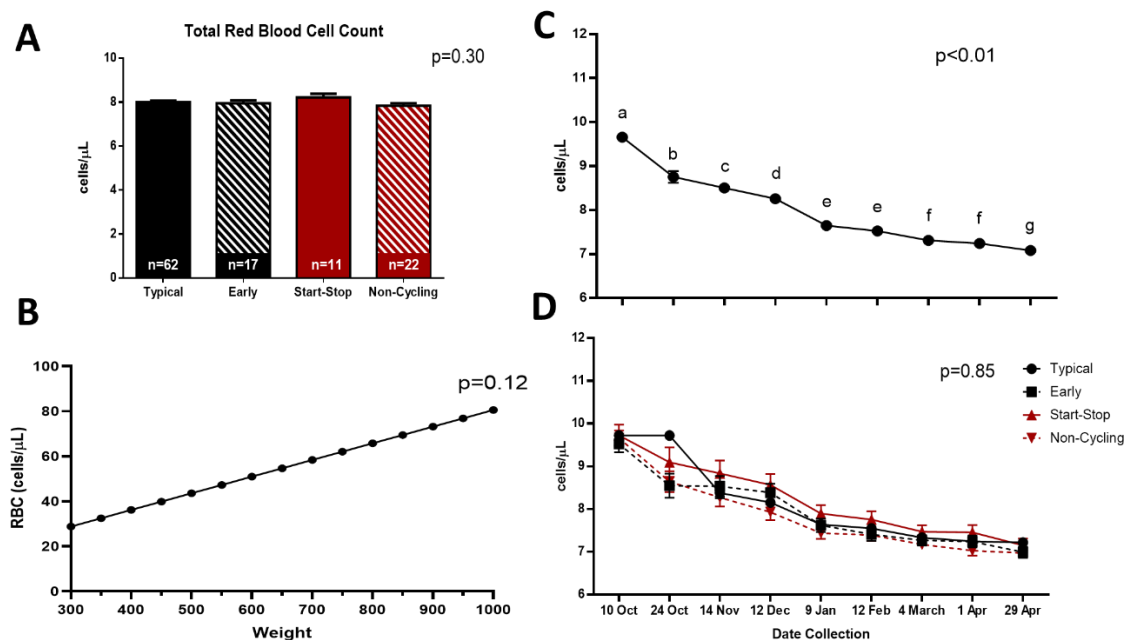 A
Total Red Blood Cell Count
p=0.30
10
8
6
4
2
0
cells/μL
n=62
n=17
n=11
n=22
Typical
Early
Start-Stop
Non-Cycling
B
100
80
60
40
20
0
RBC (cells/μL)
p=0.12
300
400
500
600
700
800
900
1000
Weight
C
12
11
10
9
8
7
6
cells/μL
p<0.01
a
b
c
d
e
e
f
f
g
D
12
11
10
9
8
7
6
cells/μL
p=0.85
Typical
Early
Start-Stop
Non-Cycling
10 Oct
24 Oct
14 Nov
12 Dec
9 Jan
12 Feb
4 March
1 Apr
29 Apr
Date Collection